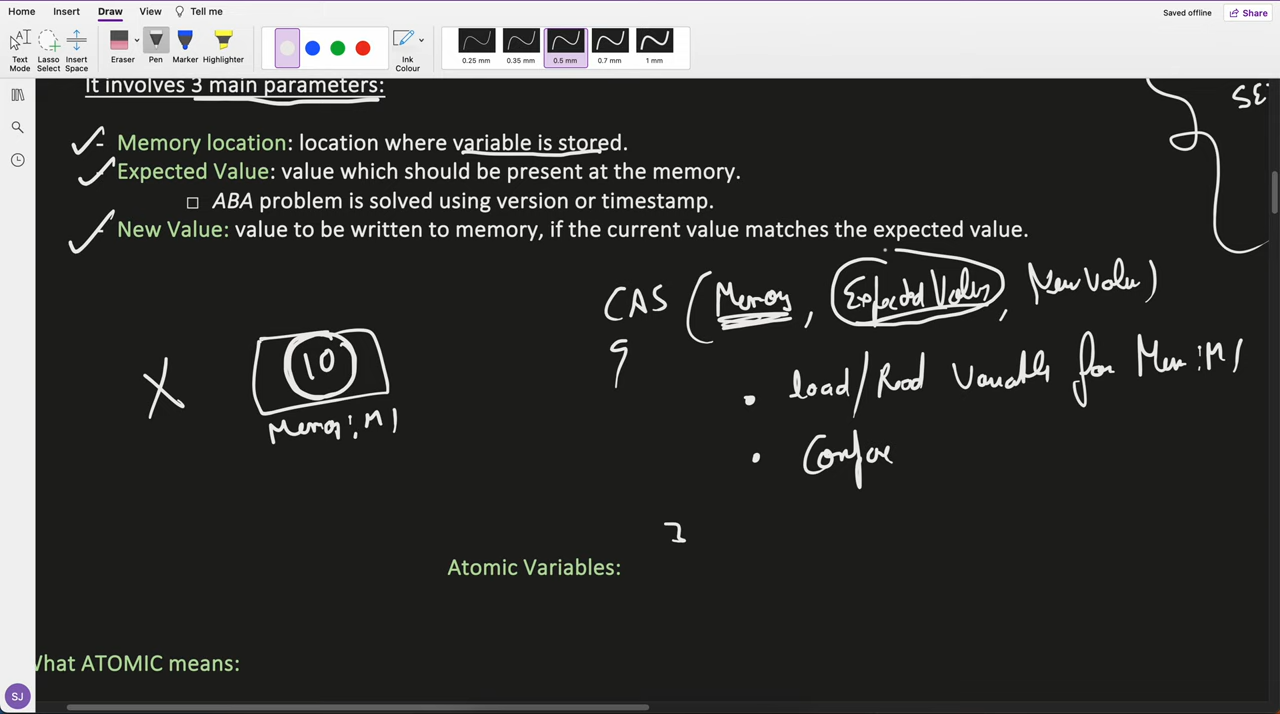 Home Insert Draw View Tell me
Saved offline Share
Text Mode Lasso Select Insert Space Eraser Pen Marker Highlighter Ink Colour 0.25 mm 0.35 mm 0.5 mm 0.7 mm 1 mm
It involves 3 main parameters:
- Memory location: location where variable is stored.
- Expected Value: value which should be present at the memory.
ABA problem is solved using version or timestamp.
- New Value: value to be written to memory, if the current value matches the expected value.
CAS (Memory, Expected Value, New Value)
X 10
Memory: M1
• load/Read Variable from Mem: M1
• Compare
Atomic Variables:
What ATOMIC means:
SJ